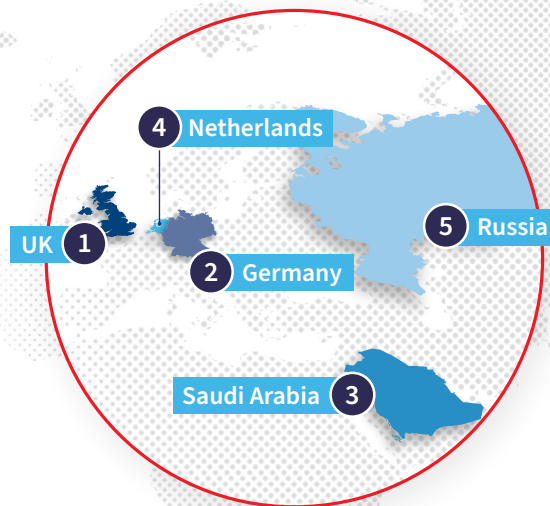 4 Netherlands
UK 1
5 Russia
2 Germany
Saudi Arabia 3